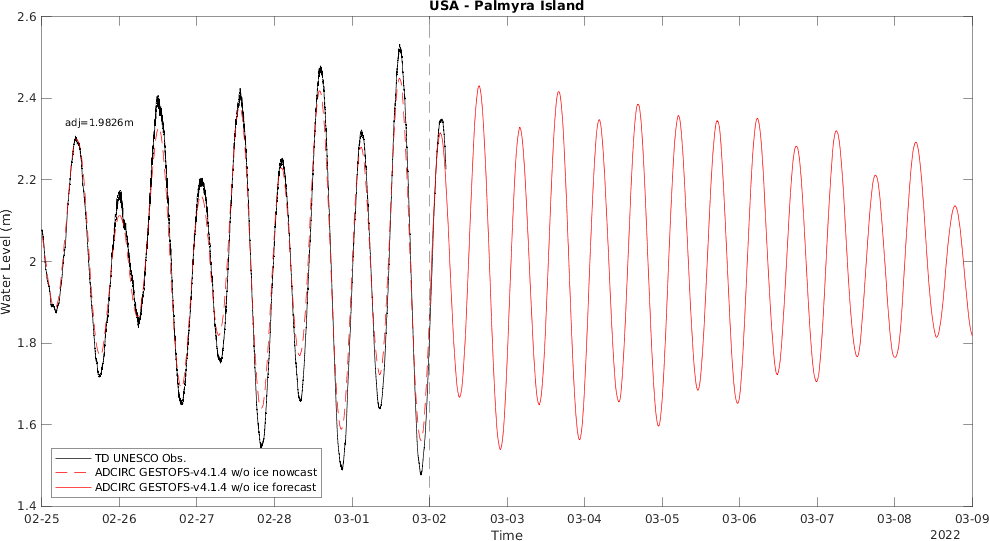 USA - Palmyra Island
2.6
2.4
2.2
2
1.8
1.6
1.4
Water Level (m)
adj=1.9826m
TD UNESCO Obs.
ADCIRC GESTOFS-v4.1.4 w/o ice nowcast
ADCIRC GESTOFS-v4.1.4 w/o ice forecast
02-25 02-26 02-27 02-28 03-01 03-02 03-03 03-04 03-05 03-06 03-07 03-08 03-09
Time
2022